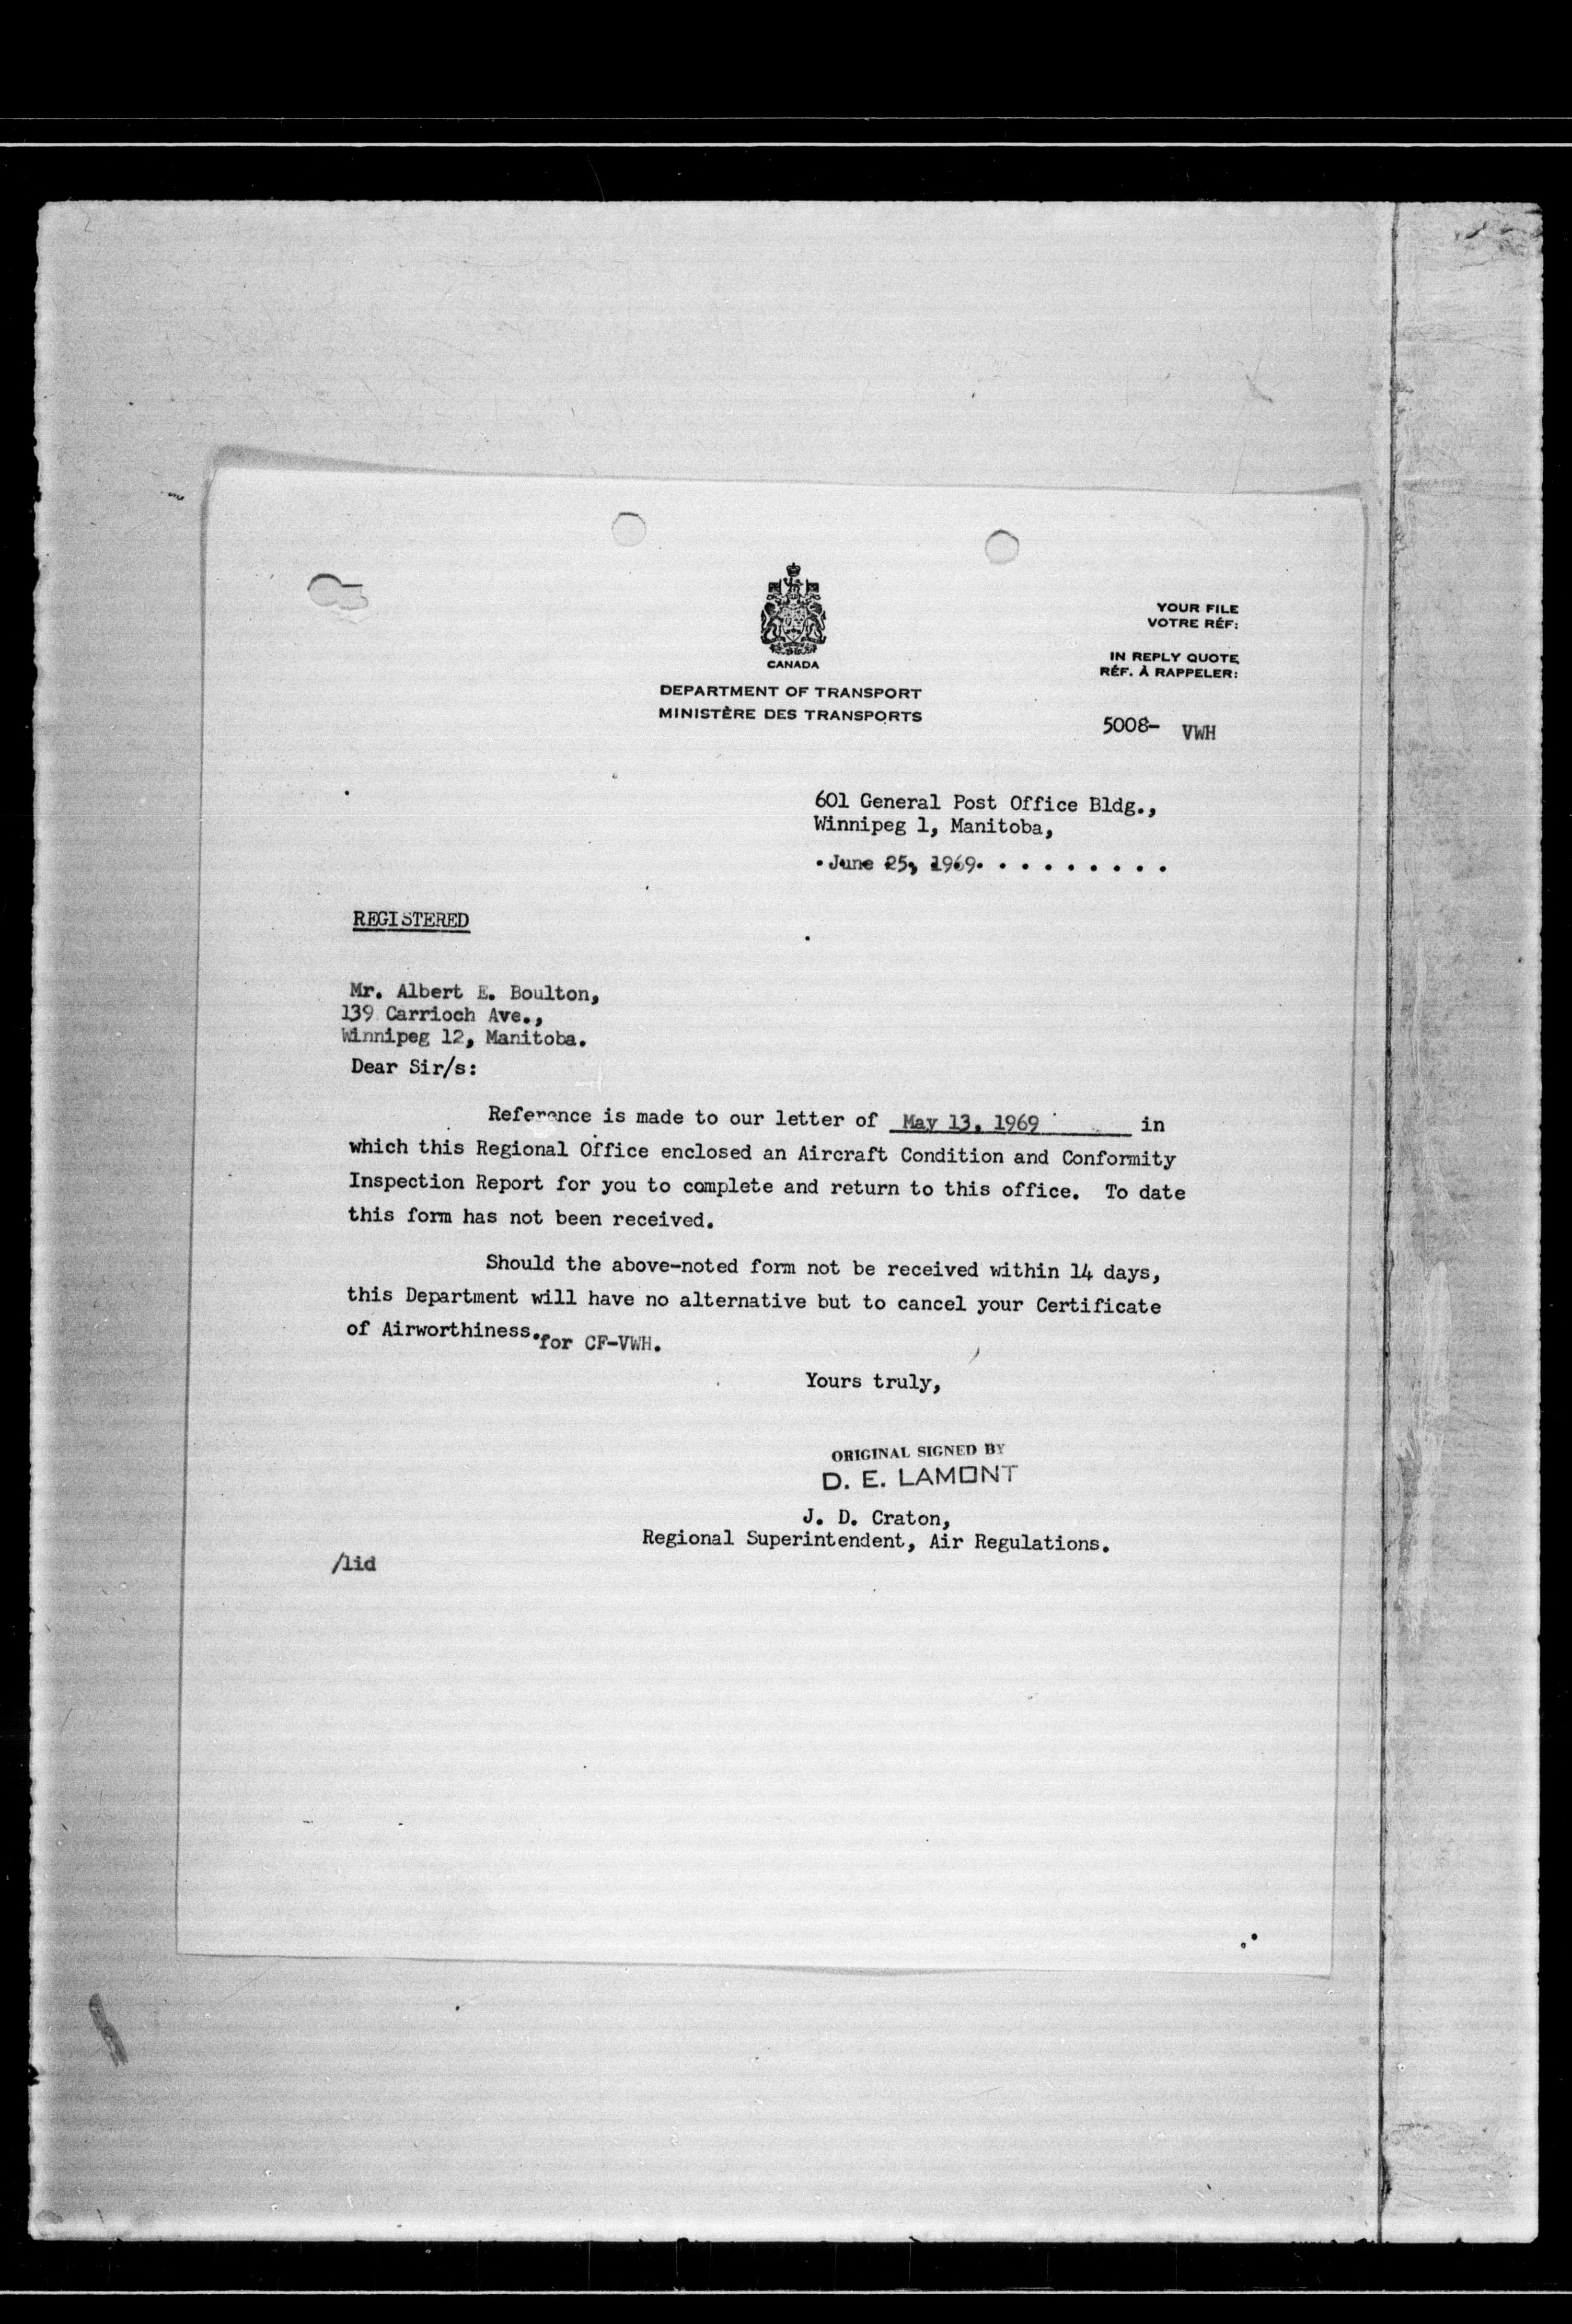 CANADA
DEPARTMENT OF TRANSPORT
MINISTÈRE DES TRANSPORTS
YOUR FILE
VOTRE RÉF:
IN REPLY QUOTE
RÉF. À RAPPELER:
5008- VWH
601 General Post Office Bldg.,
Winnipeg 1, Manitoba,
June 25, 1969. . . . . . . . .
REGISTERED
Mr. Albert E. Boulton,
139 Carrioch Ave.,
Winnipeg 12, Manitoba.
Dear Sir/s:
Reference is made to our letter of May 13, 1969 in
which this Regional Office enclosed an Aircraft Condition and Conformity
Inspection Report for you to complete and return to this office. To date
this form has not been received.
Should the above-noted form not be received within 14 days,
this Department will have no alternative but to cancel your Certificate
of Airworthiness.for CF-VWH.
Yours truly,
ORIGINAL SIGNED BY
D. E. LAMONT
J. D. Craton,
Regional Superintendent, Air Regulations.
/lid